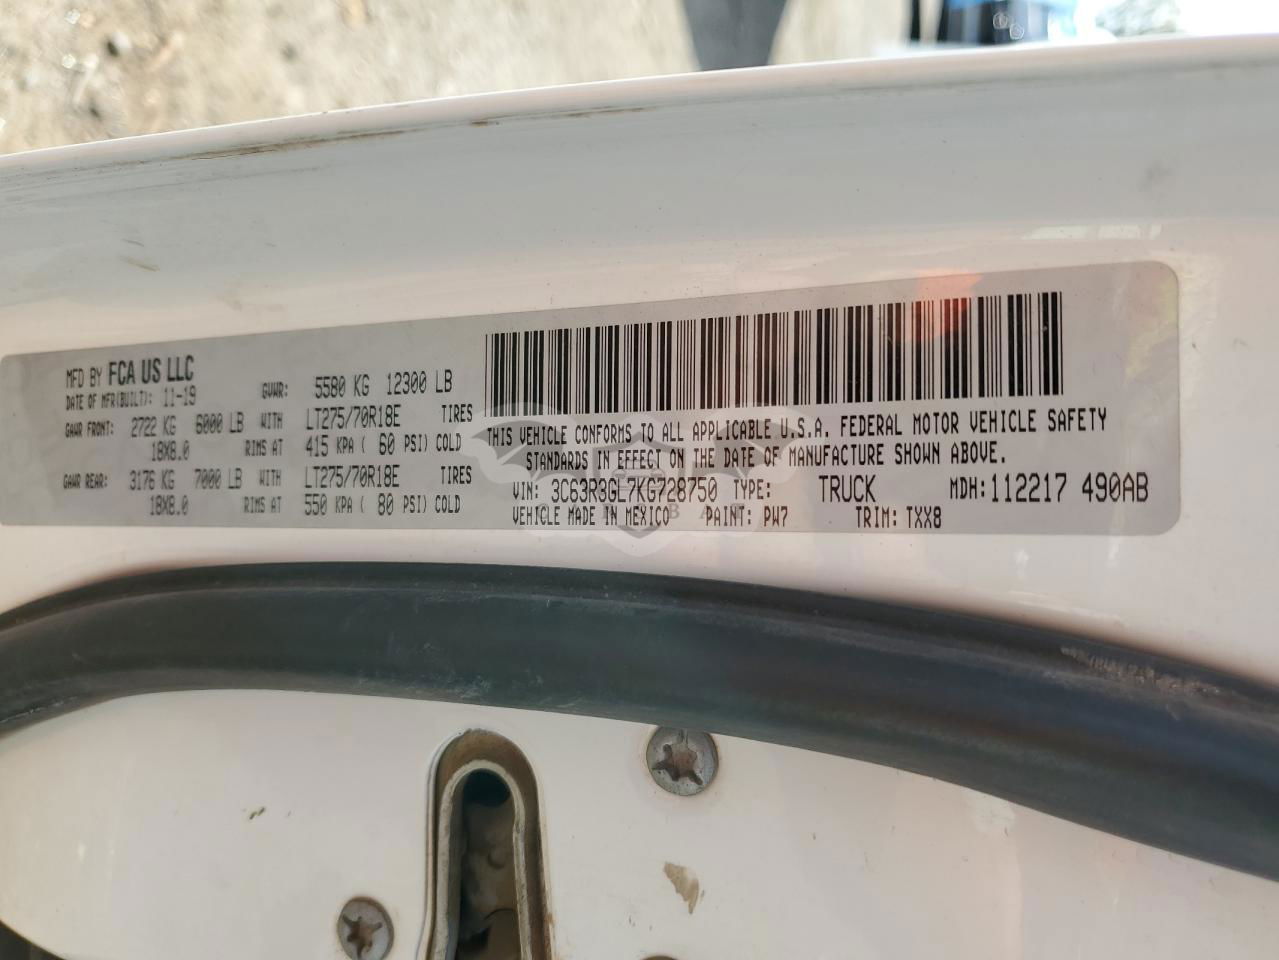 MFD BY FCA US LLC
DATE OF MFR(BUILT): 11-19 GVWR: 5580 KG 12300 LB
GAWR FRONT: 2722 KG 6000 LB WITH LT275/70R18E TIRES
18X8.0 RIMS AT 415 KPA ( 60 PSI) COLD
GAWR REAR: 3176 KG 7000 LB WITH LT275/70R18E TIRES
18X8.0 RIMS AT 550 KPA ( 80 PSI) COLD
THIS VEHICLE CONFORMS TO ALL APPLICABLE U.S.A. FEDERAL MOTOR VEHICLE SAFETY
STANDARDS IN EFFECT ON THE DATE OF MANUFACTURE SHOWN ABOVE.
VIN: 3C63R3GL7KG728750 TYPE: TRUCK MDH:112217 490AB
VEHICLE MADE IN MEXICO PAINT: PW7 TRIM: TXX8